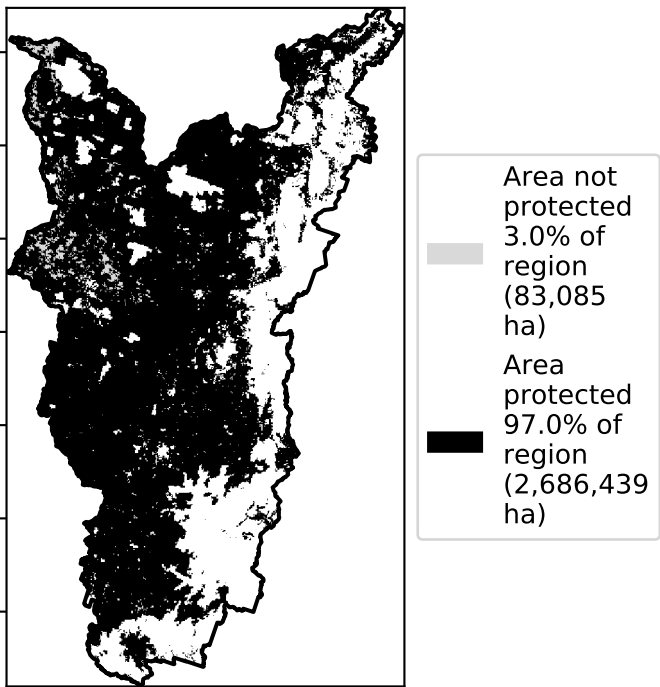 Area not
protected
3.0% of
region
(83,085
ha)
Area
protected
97.0% of
region
(2,686,439
ha)